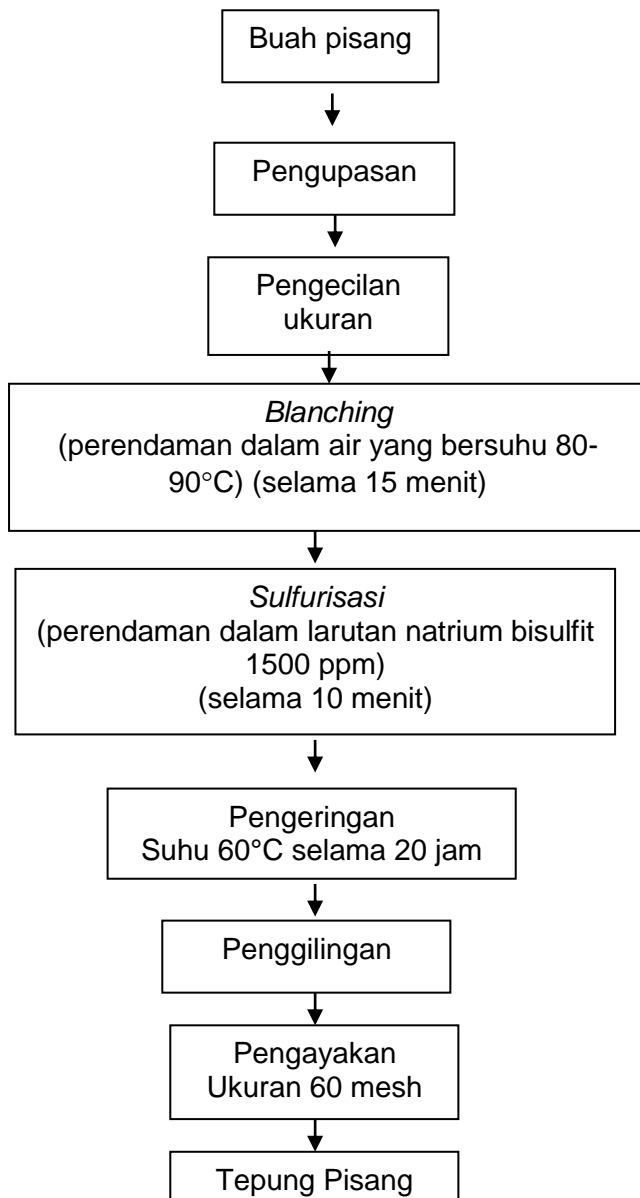 Buah pisang
Pengupasan
Pengecilan
ukuran
Blanching
(perendaman dalam air yang bersuhu 80-
90°C) (selama 15 menit)
Sulfurisasi
(perendaman dalam larutan natrium bisulfit
1500 ppm)
(selama 10 menit)
Pengeringan
Suhu 60°C selama 20 jam
Penggilingan
Pengayakan
Ukuran 60 mesh
Tepung Pisang